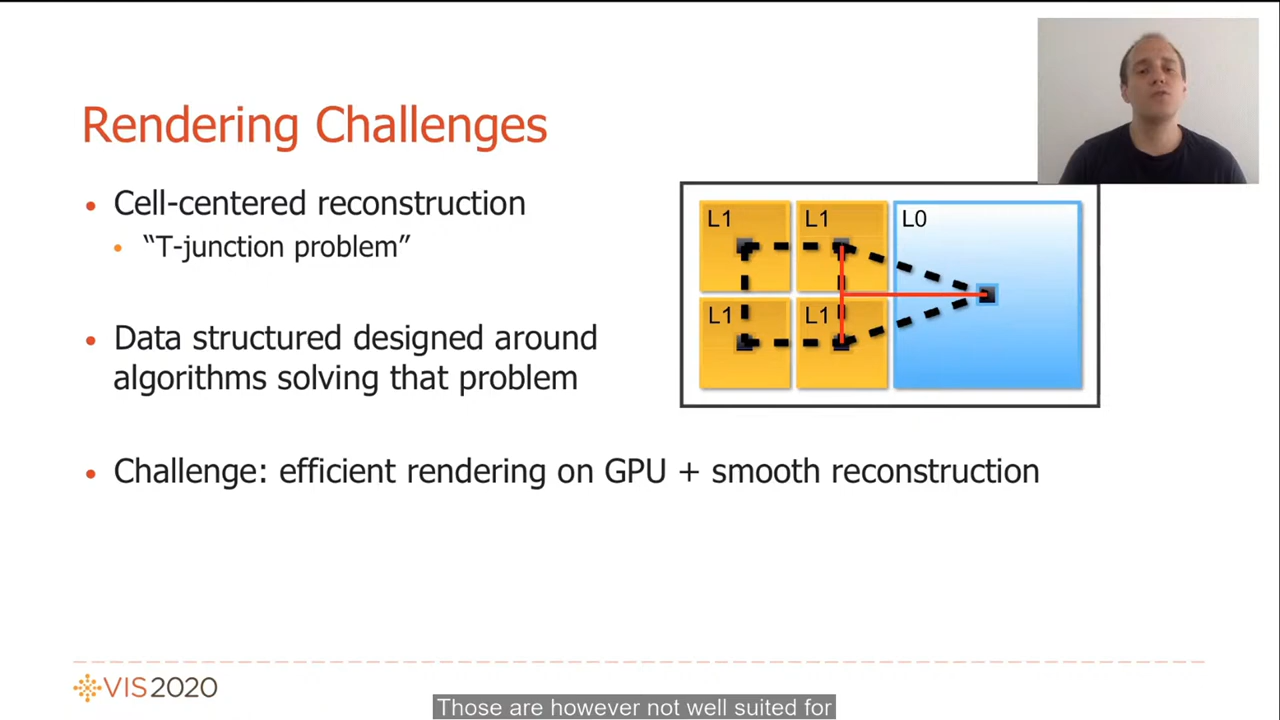 Rendering Challenges
• Cell-centered reconstruction
• “T-junction problem”
• Data structured designed around
algorithms solving that problem
• Challenge: efficient rendering on GPU + smooth reconstruction
L1
L1
L0
L1
L1
VIS2020
Those are however not well suited for